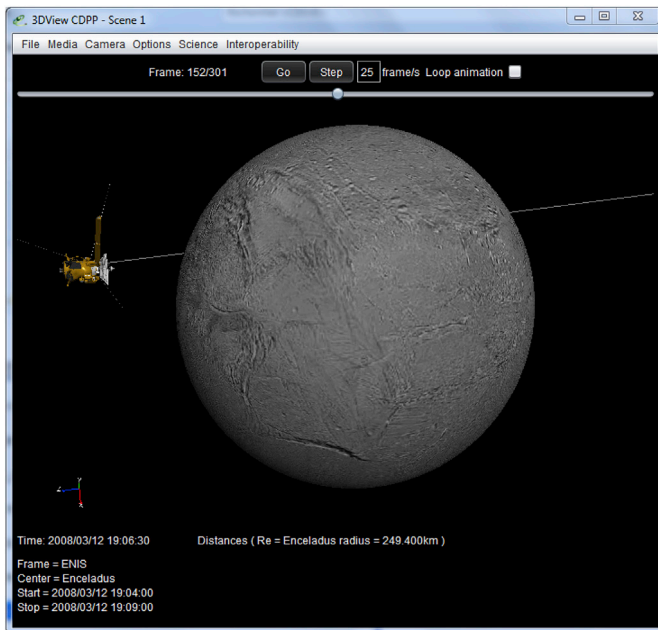 3DView CDPP - Scene 1
File Media Camera Options Science Interoperability
Frame: 152/301 Go Step 25 frame/s Loop animation
Time: 2008/03/12 19:06:30 Distances ( Re = Enceladus radius = 249.400km )
Frame = ENIS
Center = Enceladus
Start = 2008/03/12 19:04:00
Stop = 2008/03/12 19:09:00